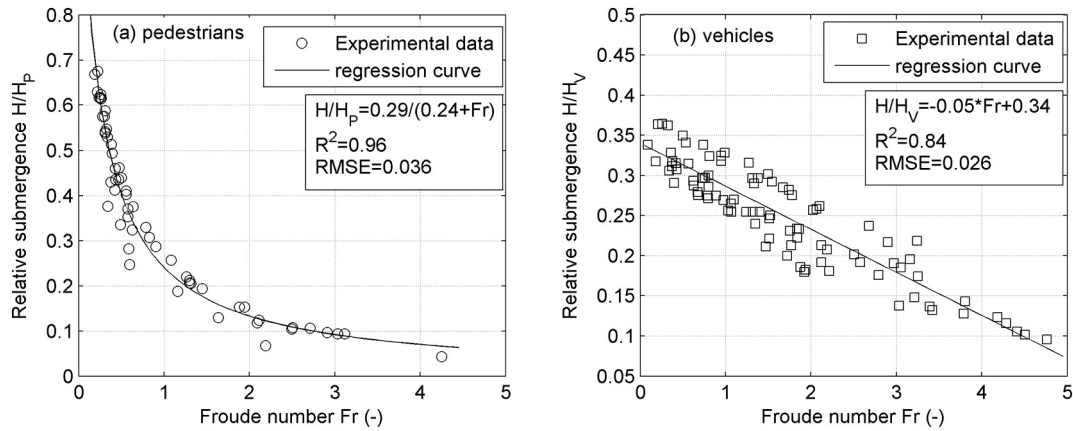 (a) pedestrians
Experimental data
regression curve
H/H_P=0.29/(0.24+Fr)
R²=0.96
RMSE=0.036
Relative submergence H/H_P
0.8
0.7
0.6
0.5
0.4
0.3
0.2
0.1
0
0
1
2
3
4
5
Froude number Fr (-)
(b) vehicles
Experimental data
regression curve
H/H_V=-0.05*Fr+0.34
R²=0.84
RMSE=0.026
Relative submergence H/H_V
0.5
0.45
0.4
0.35
0.3
0.25
0.2
0.15
0.1
0.05
0
1
2
3
4
5
Froude number Fr (-)